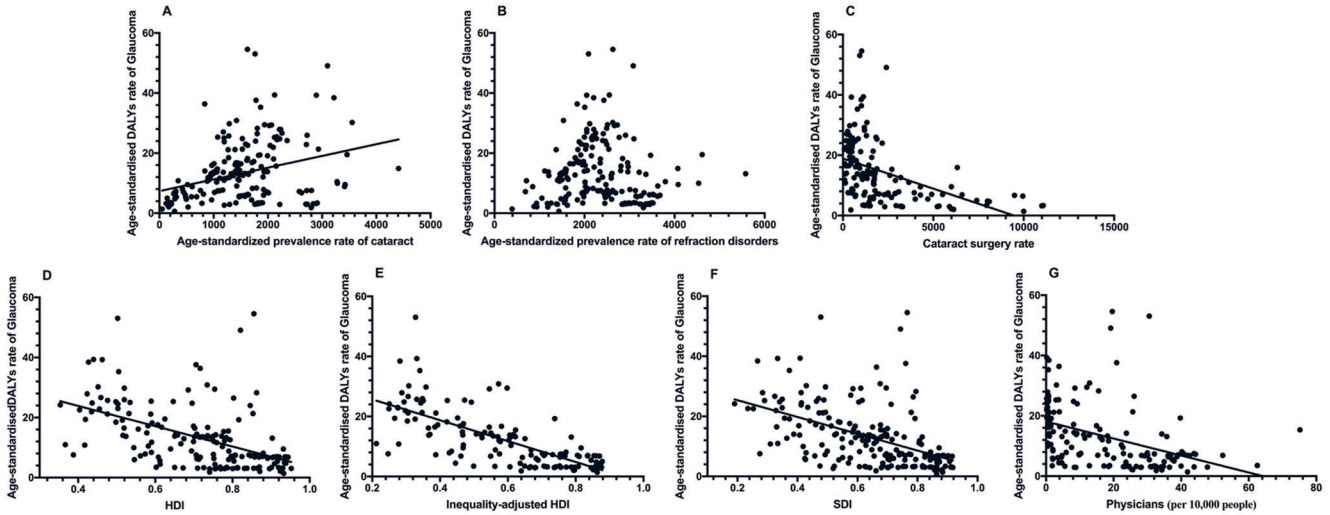 A
Age-standardised DALYs rate of Glaucoma
60
40
20
0
0 1000 2000 3000 4000 5000
Age-standardized prevalence rate of cataract
B
Age-standardised DALYs rate of Glaucoma
60
40
20
0
0 2000 4000 6000
Age-standardized prevalence rate of refraction disorders
C
Age-standardised DALYs rate of Glaucoma
60
40
20
0
0 5000 10000 15000
Cataract surgery rate
D
Age-standardisedDALYs rate of Glaucoma
60
40
20
0
0.4 0.6 0.8 1.0
HDI
E
Age-standardised DALYs rate of Glaucoma
60
40
20
0
0.2 0.4 0.6 0.8 1.0
Inequality-adjusted HDI
F
Age-standardised DALYs rate of Glaucoma
60
40
20
0
0.2 0.4 0.6 0.8 1.0
SDI
G
Age-standardised DALYs rate of Glaucoma
60
40
20
0
0 20 40 60 80
Physicians (per 10,000 people)